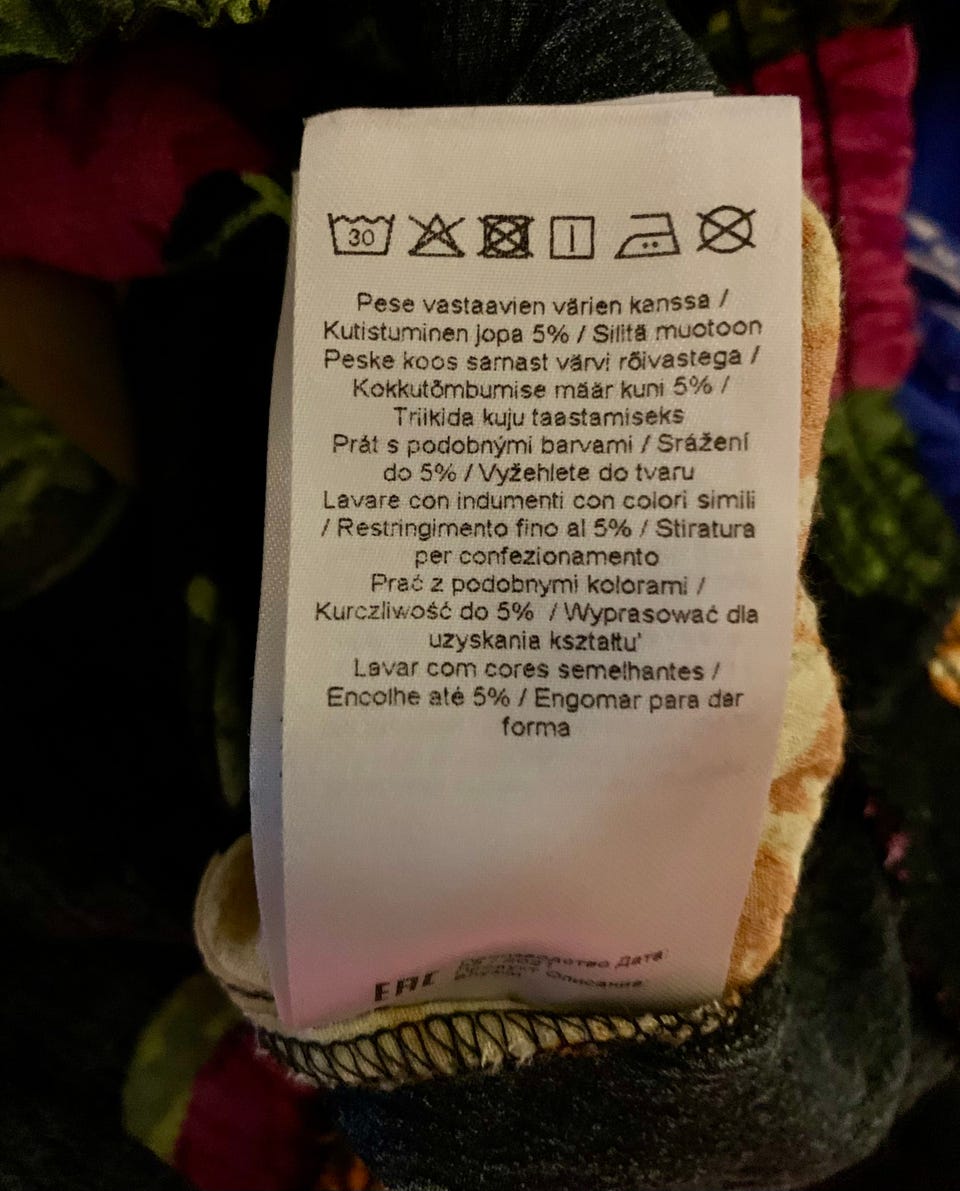 30
Pese vastaavien värien kanssa /
Kutistuminen jopa 5% / Silitä muotoon
Peske koos sarnast värvi rõivastega /
Kokkutõmbumise määr kuni 5% /
Triikida kuju taastamiseks
Prát s podobnými barvami / Srážení
do 5% / Vyžehlete do tvaru
Lavare con indumenti con colori simili
/ Restringimento fino al 5% / Stiratura
per confezionamento
Prać z podobnymi kolorami /
Kurczliwość do 5% / Wyprasować dla
uzyskania kształtu'
Lavar com cores semelhantes /
Encolhe até 5% / Engomar para dar
forma
EAC
Дата
Описание